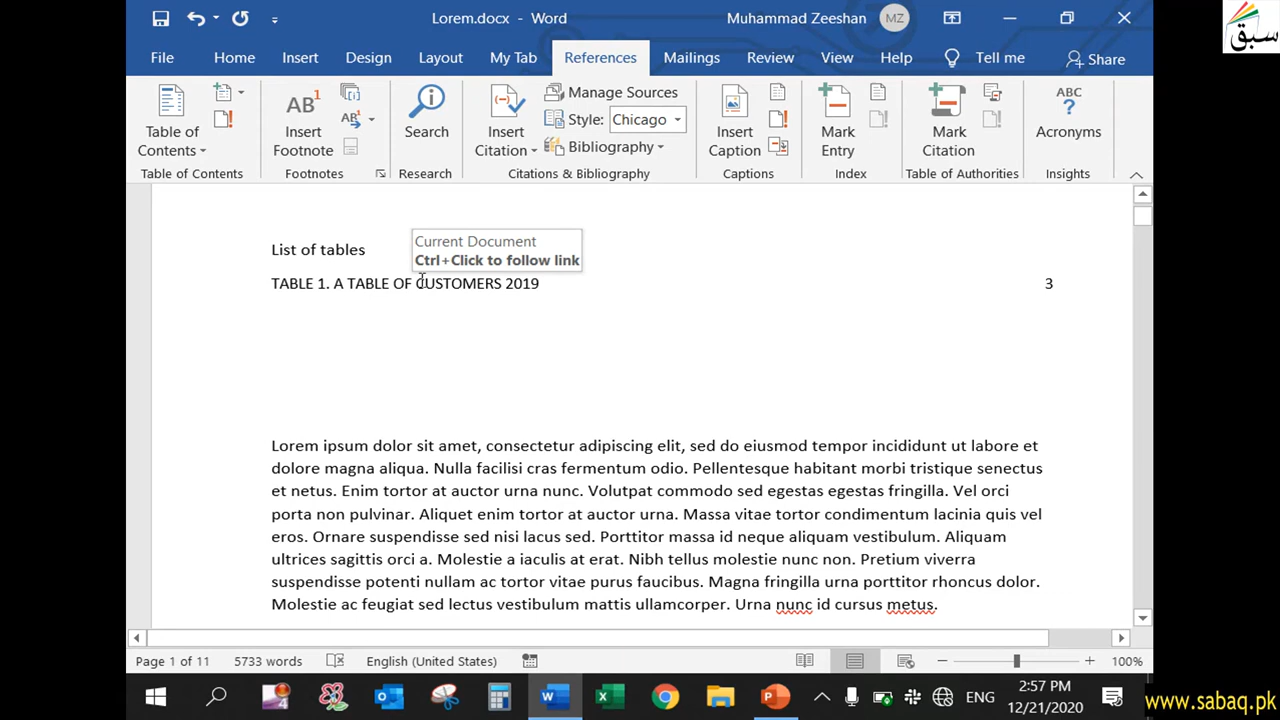 Lorem.docx - Word
Muhammad Zeeshan
MZ
سبق
File Home Insert Design Layout My Tab References Mailings Review View Help Tell me Share
Table of Contents
AB1 Insert Footnote
AB
Search
Insert Citation
Manage Sources
Style: Chicago
Bibliography
Insert Caption
Mark Entry
Mark Citation
ABC ? Acronyms
Table of Contents Footnotes Research Citations & Bibliography Captions Index Table of Authorities Insights
List of tables
Current Document
Ctrl+Click to follow link
TABLE 1. A TABLE OF CUSTOMERS 2019 3
Lorem ipsum dolor sit amet, consectetur adipiscing elit, sed do eiusmod tempor incididunt ut labore et
dolore magna aliqua. Nulla facilisi cras fermentum odio. Pellentesque habitant morbi tristique senectus
et netus. Enim tortor at auctor urna nunc. Volutpat commodo sed egestas egestas fringilla. Vel orci
porta non pulvinar. Aliquet enim tortor at auctor urna. Massa vitae tortor condimentum lacinia quis vel
eros. Ornare suspendisse sed nisi lacus sed. Porttitor massa id neque aliquam vestibulum. Aliquam
ultrices sagittis orci a. Molestie a iaculis at erat. Nibh tellus molestie nunc non. Pretium viverra
suspendisse potenti nullam ac tortor vitae purus faucibus. Magna fringilla urna porttitor rhoncus dolor.
Molestie ac feugiat sed lectus vestibulum mattis ullamcorper. Urna nunc id cursus metus.
Page 1 of 11 5733 words English (United States) 100%
4
ENG
2:57 PM
12/21/2020
www.sabaq.pk